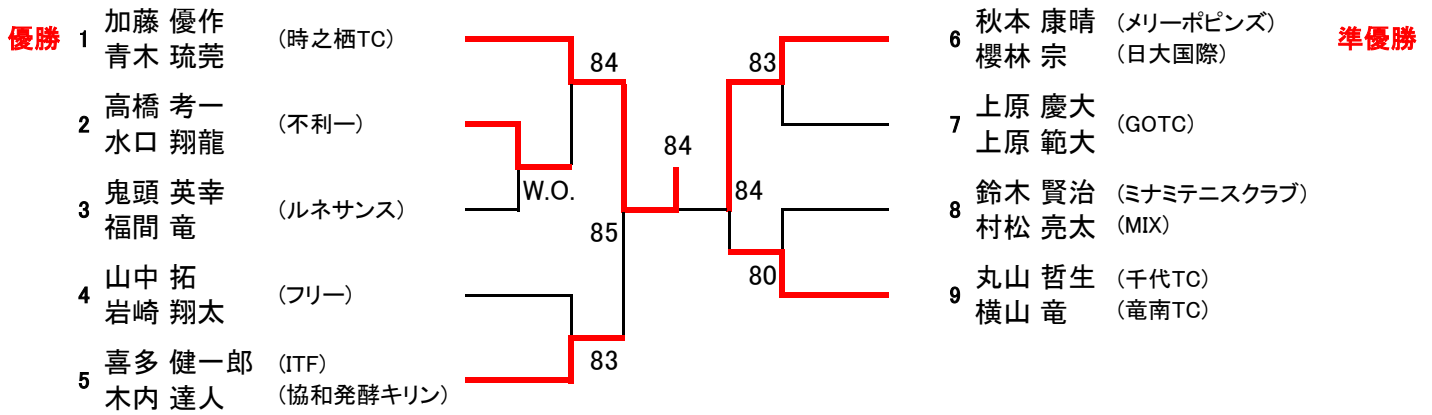 優勝 1 加藤 優作 (時之栖TC)
青木 琉莞
84
2 高橋 考一 (不利一)
水口 翔龍
W.O.
3 鬼頭 英幸 (ルネサンス)
福間 竜
85
4 山中 拓 (フリー)
岩崎 翔太
83
5 喜多 健一郎 (ITF)
木内 達人 (協和発酵キリン)
84
6 秋本 康晴 (メリーポピンズ) 準優勝
櫻林 宗 (日大国際)
83
7 上原 慶大 (GOTC)
上原 範大
84
8 鈴木 賢治 (ミナミテニスクラブ)
村松 亮太 (MIX)
80
9 丸山 哲生 (千代TC)
横山 竜 (竜南TC)